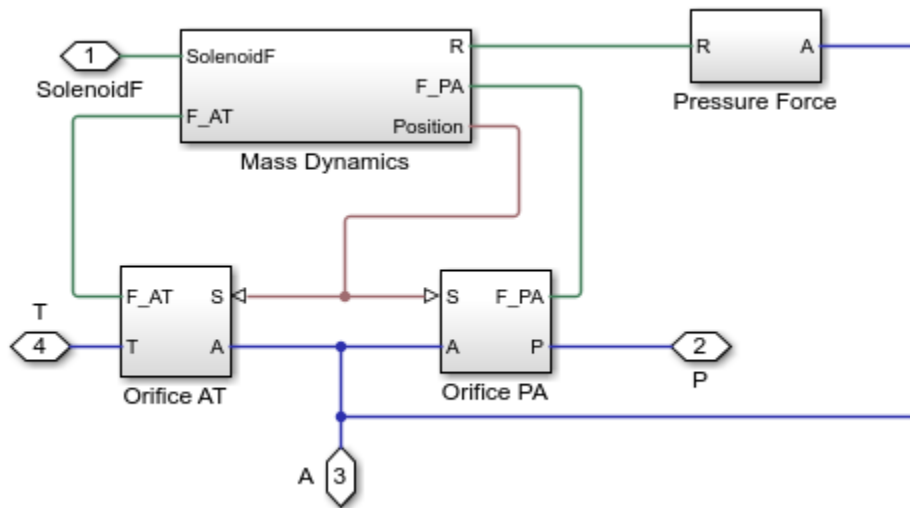 1
SolenoidF
SolenoidF
F_AT
R
F_PA
Position
Mass Dynamics
R
A
Pressure Force
T
4
F_AT
S
T
A
Orifice AT
S
F_PA
A
P
Orifice PA
2
P
A
3